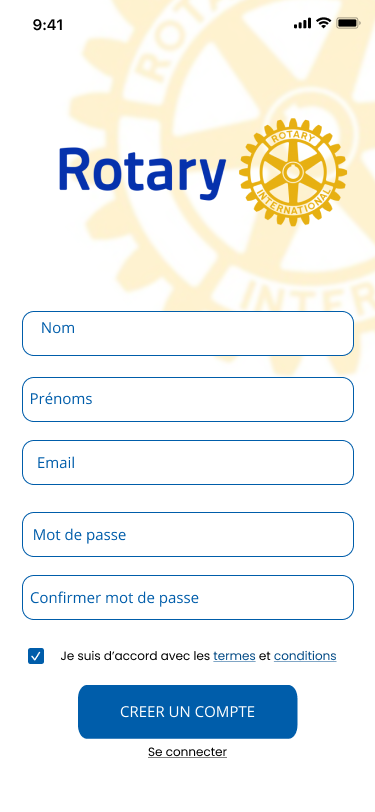 9:41
ROTARY
INTER
Rotary
ROTARY
INTERNATIONAL
Nom
Prénoms
Email
Mot de passe
Confirmer mot de passe
Je suis d'accord avec les termes et conditions
CREER UN COMPTE
Se connecter